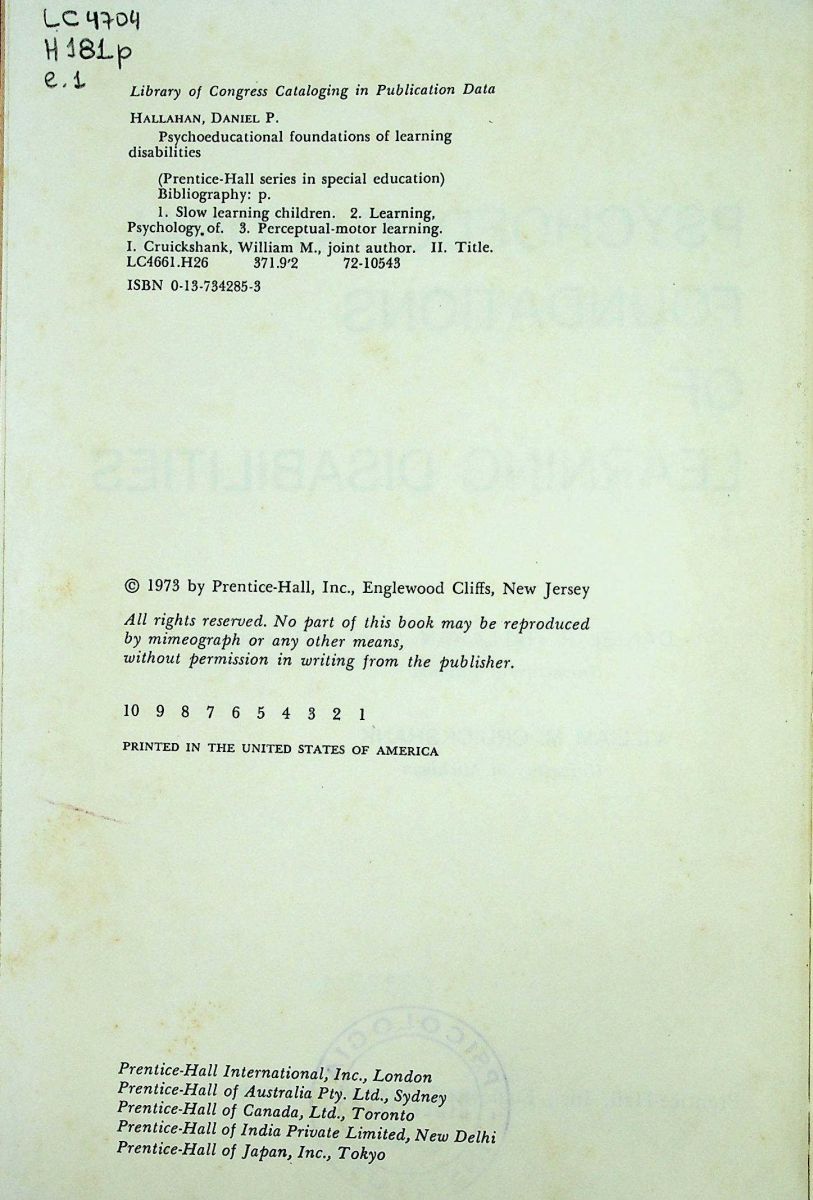 LC 4704
H 181p
e. 1
Library of Congress Cataloging in Publication Data
HALLAHAN, DANIEL P.
Psychoeducational foundations of learning
disabilities
(Prentice-Hall series in special education)
Bibliography: p.
1. Slow learning children. 2. Learning,
Psychology of. 3. Perceptual-motor learning.
I. Cruickshank, William M., joint author. II. Title.
LC4661.H26 371.9'2 72-10543
ISBN 0-13-734285-3
FOUNDATIONS
OF
LEARNING DISABILITIES
© 1973 by Prentice-Hall, Inc., Englewood Cliffs, New Jersey
All rights reserved. No part of this book may be reproduced
by mimeograph or any other means,
without permission in writing from the publisher.
10 9 8 7 6 5 4 3 2 1
PRINTED IN THE UNITED STATES OF AMERICA
Prentice-Hall International, Inc., London
Prentice-Hall of Australia Pty. Ltd., Sydney
Prentice-Hall of Canada, Ltd., Toronto
Prentice-Hall of India Private Limited, New Delhi
Prentice-Hall of Japan, Inc., Tokyo